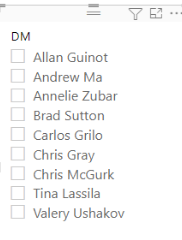 DM
Allan Guinot
Andrew Ma
Annelie Zubar
Brad Sutton
Carlos Grilo
Chris Gray
Chris McGurk
Tina Lassila
Valery Ushakov